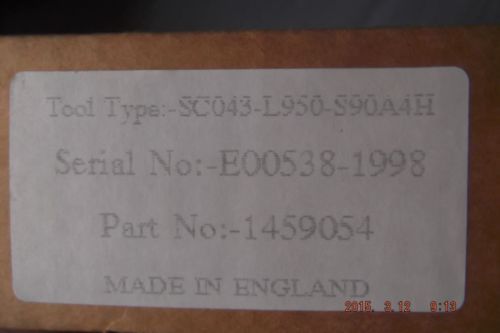 Tool Type:-SC043-L950-S90A4H
Serial No:-E00538-1998
Part No:-1459054
MADE IN ENGLAND
2015. 3.12 9:13